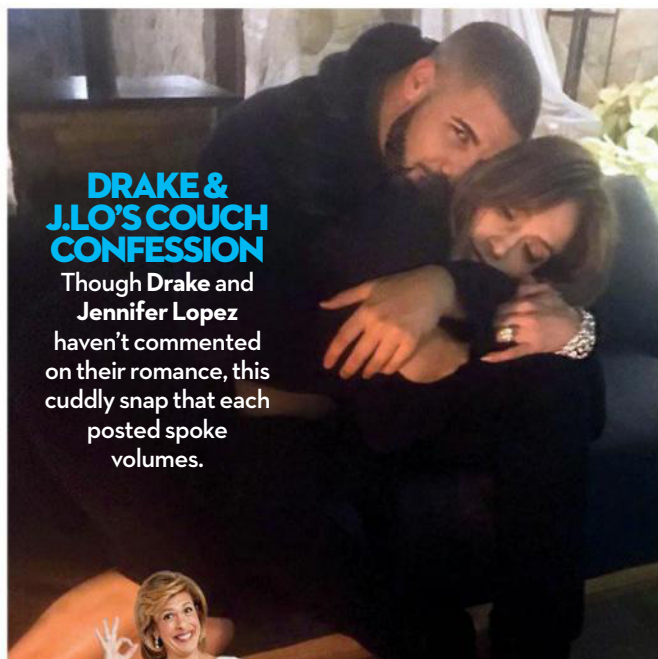 DRAKE &
J.LO'S COUCH
CONFESSION
Though Drake and
Jennifer Lopez
haven't commented
on their romance, this
cuddly snap that each
posted spoke
volumes.